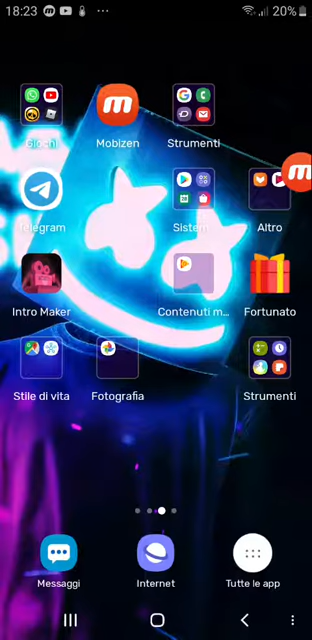 18:23
20%
Giochi
Mobizen
Strumenti
Telegram
Sistema
Altro
Intro Maker
Contenuti m...
Fortunato
Stile di vita
Fotografia
Strumenti
Messaggi
Internet
Tutte le app